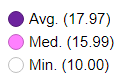 Avg. (17.97)
Med. (15.99)
Min. (10.00)